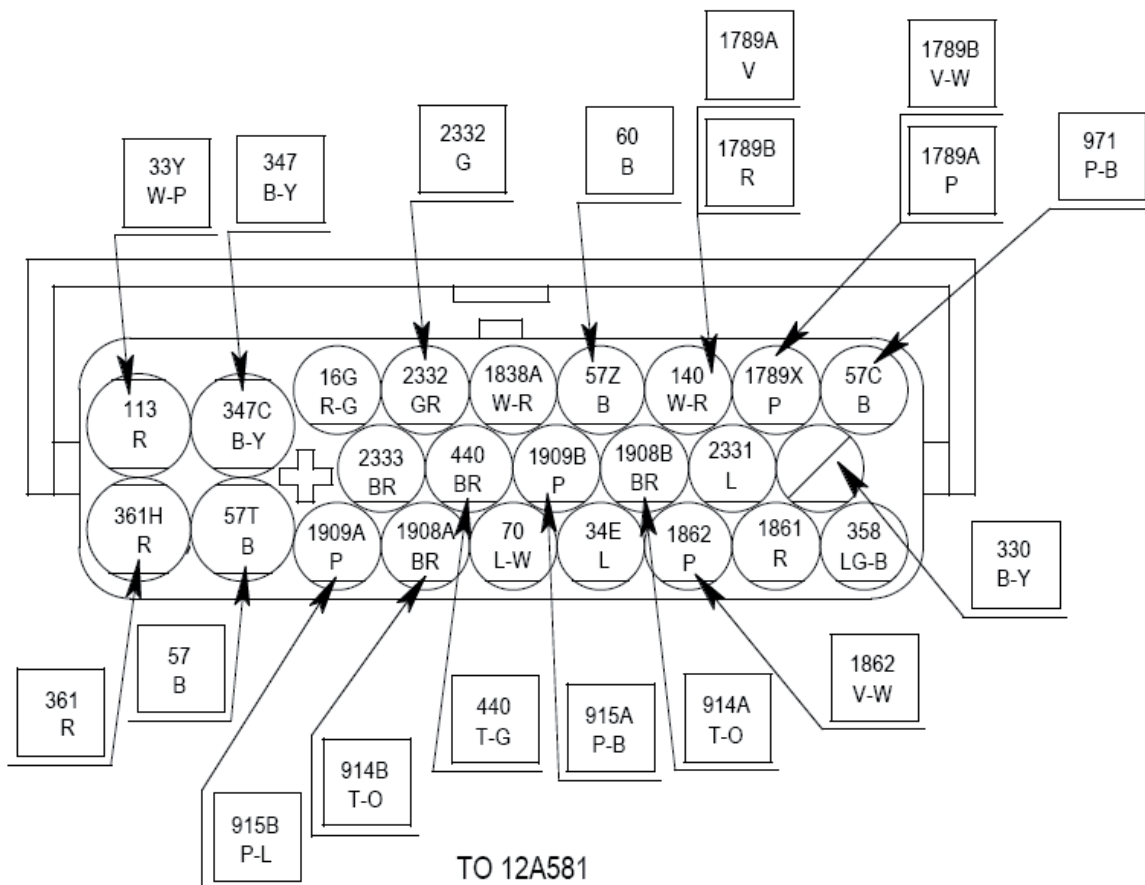 1789A
V
1789B
V-W
2332
G
60
B
1789B
R
1789A
P
971
P-B
33Y
W-P
347
B-Y
16G
R-G
2332
GR
1838A
W-R
57Z
B
140
W-R
1789X
P
57C
B
113
R
347C
B-Y
2333
BR
440
BR
1909B
P
1908B
BR
2331
L
361H
R
57T
B
1909A
P
1908A
BR
70
L-W
34E
L
1862
P
1861
R
358
LG-B
330
B-Y
361
R
57
B
440
T-G
915A
P-B
914A
T-O
1862
V-W
914B
T-O
915B
P-L
TO 12A581